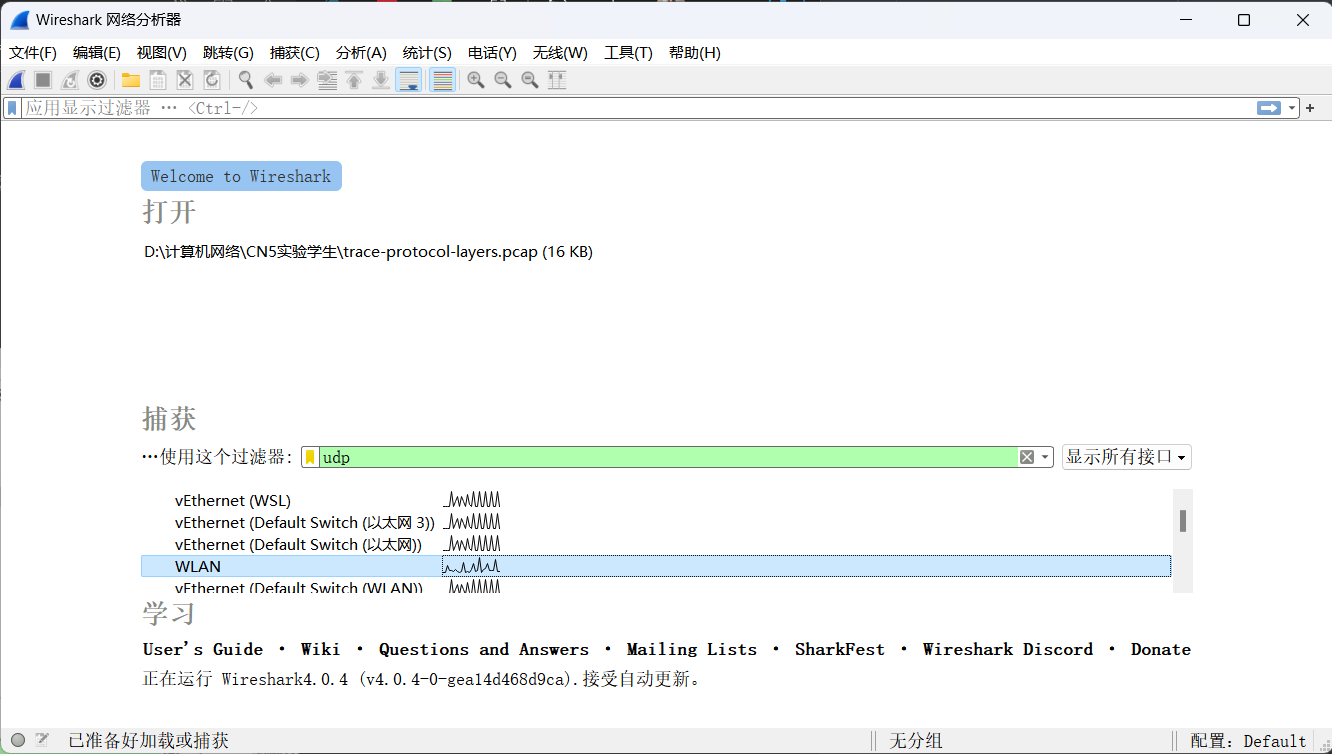 Wireshark 网络分析器
文件(F) 编辑(E) 视图(V) 跳转(G) 捕获(C) 分析(A) 统计(S) 电话(Y) 无线(W) 工具(T) 帮助(H)
应用显示过滤器 … <Ctrl-/>
Welcome to Wireshark
打开
D:\计算机网络\CN5实验学生\trace-protocol-layers.pcap (16 KB)
捕获
…使用这个过滤器: udp 显示所有接口
vEthernet (WSL)
vEthernet (Default Switch (以太网 3))
vEthernet (Default Switch (以太网))
WLAN
vEthernet (Default Switch (WLAN))
学习
User's Guide · Wiki · Questions and Answers · Mailing Lists · SharkFest · Wireshark Discord · Donate
正在运行 Wireshark4.0.4 (v4.0.4-0-gea14d468d9ca).接受自动更新。
已准备好加载或捕获 无分组 配置: Default